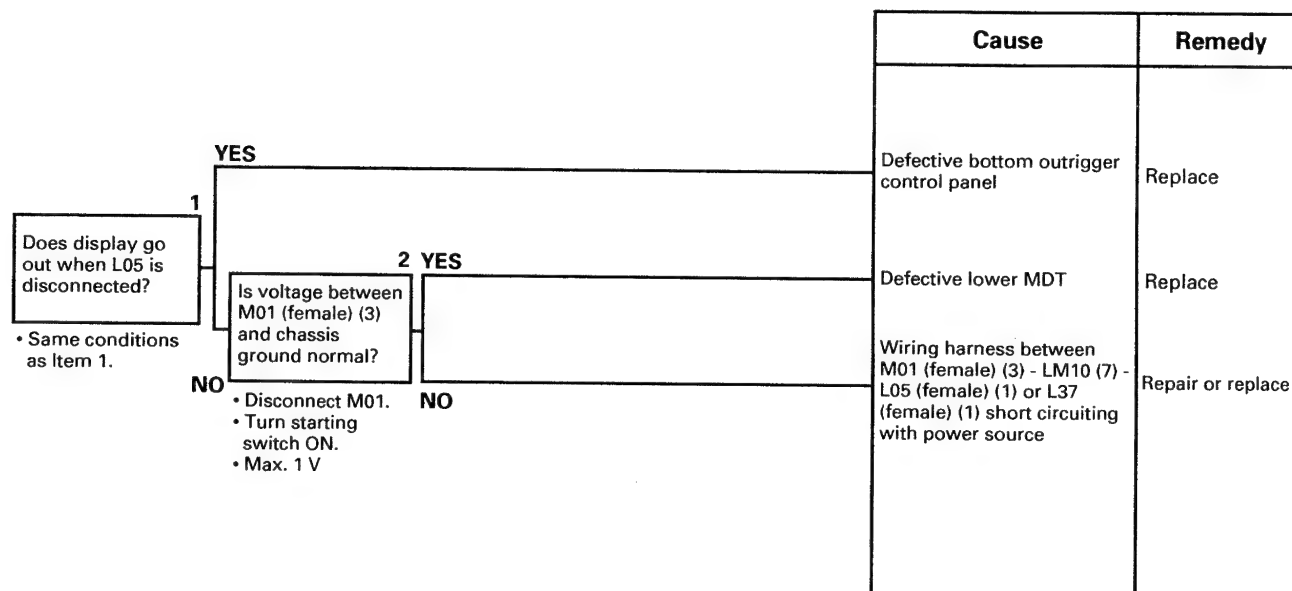 Cause
Remedy
YES
Defective bottom outrigger
control panel
Replace
1
Does display go
out when L05 is
disconnected?
• Same conditions
as Item 1.
2 YES
Is voltage between
M01 (female) (3)
and chassis
ground normal?
Defective lower MDT
Replace
NO
• Disconnect M01.
• Turn starting
switch ON.
• Max. 1 V
NO
Wiring harness between
M01 (female) (3) - LM10 (7) -
L05 (female) (1) or L37
(female) (1) short circuiting
with power source
Repair or replace